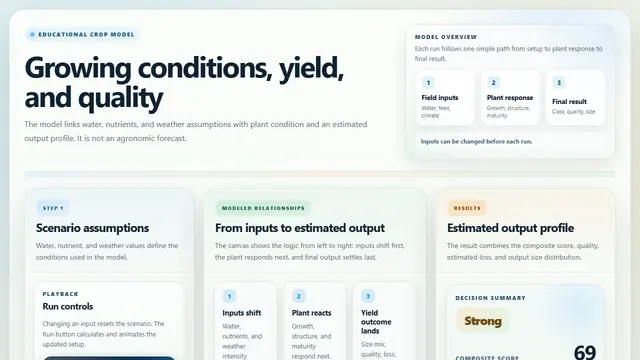 EDUCATIONAL CROP MODEL
Growing conditions, yield,
and quality
The model links water, nutrients, and weather assumptions with plant condition and an estimated
output profile. It is not an agronomic forecast.
MODEL OVERVIEW
Each run follows one simple path from setup to plant response to
final result.
1
Field inputs
Water, feed,
climate
2
Plant response
Growth, structure,
maturity
3
Final result
Class, quality, size
Inputs can be changed before each run.
STEP 1
Scenario assumptions
Water, nutrient, and weather values define the
conditions used in the model.
PLAYBACK
Run controls
Changing an input resets the scenario. The
Run button calculates and animates the
updated setup.
MODELED RELATIONSHIPS
From inputs to estimated output
The canvas shows the logic from left to right: inputs shift first,
the plant responds next, and final output settles last.
1
Inputs shift
Water,
nutrients, and
weather
intensity
2
Plant reacts
Growth,
structure, and
maturity
respond next.
3
Yield
outcome
lands
Size mix,
quality, loss,
RESULTS
Estimated output profile
The result combines the composite score, quality,
estimated loss, and output size distribution.
DECISION SUMMARY
Strong
COMPOSITE SCORE
69